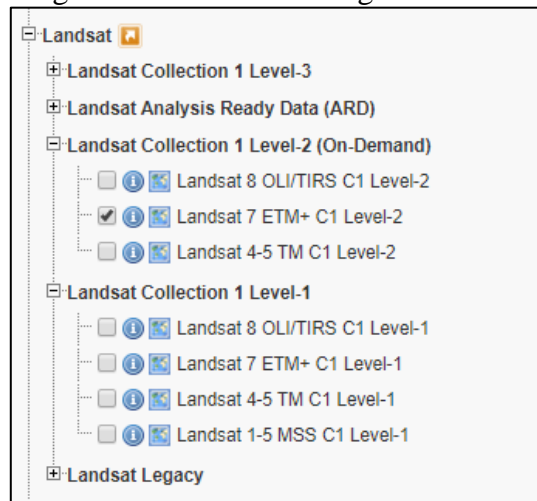 Landsat
Landsat Collection 1 Level-3
Landsat Analysis Ready Data (ARD)
Landsat Collection 1 Level-2 (On-Demand)
Landsat 8 OLI/TIRS C1 Level-2
Landsat 7 ETM+ C1 Level-2
Landsat 4-5 TM C1 Level-2
Landsat Collection 1 Level-1
Landsat 8 OLI/TIRS C1 Level-1
Landsat 7 ETM+ C1 Level-1
Landsat 4-5 TM C1 Level-1
Landsat 1-5 MSS C1 Level-1
Landsat Legacy